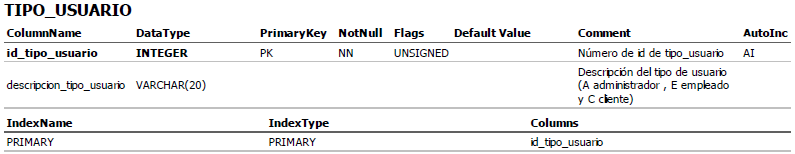 TIPO_USUARIO
ColumnName DataType PrimaryKey NotNull Flags Default Value Comment AutoInc
id_tipo_usuario INTEGER PK NN UNSIGNED Número de id de tipo_usuario AI
descripcion_tipo_usuario VARCHAR(20) Descripción del tipo de usuario
(A administrador , E empleado
y C cliente)
IndexName IndexType Columns
PRIMARY PRIMARY id_tipo_usuario